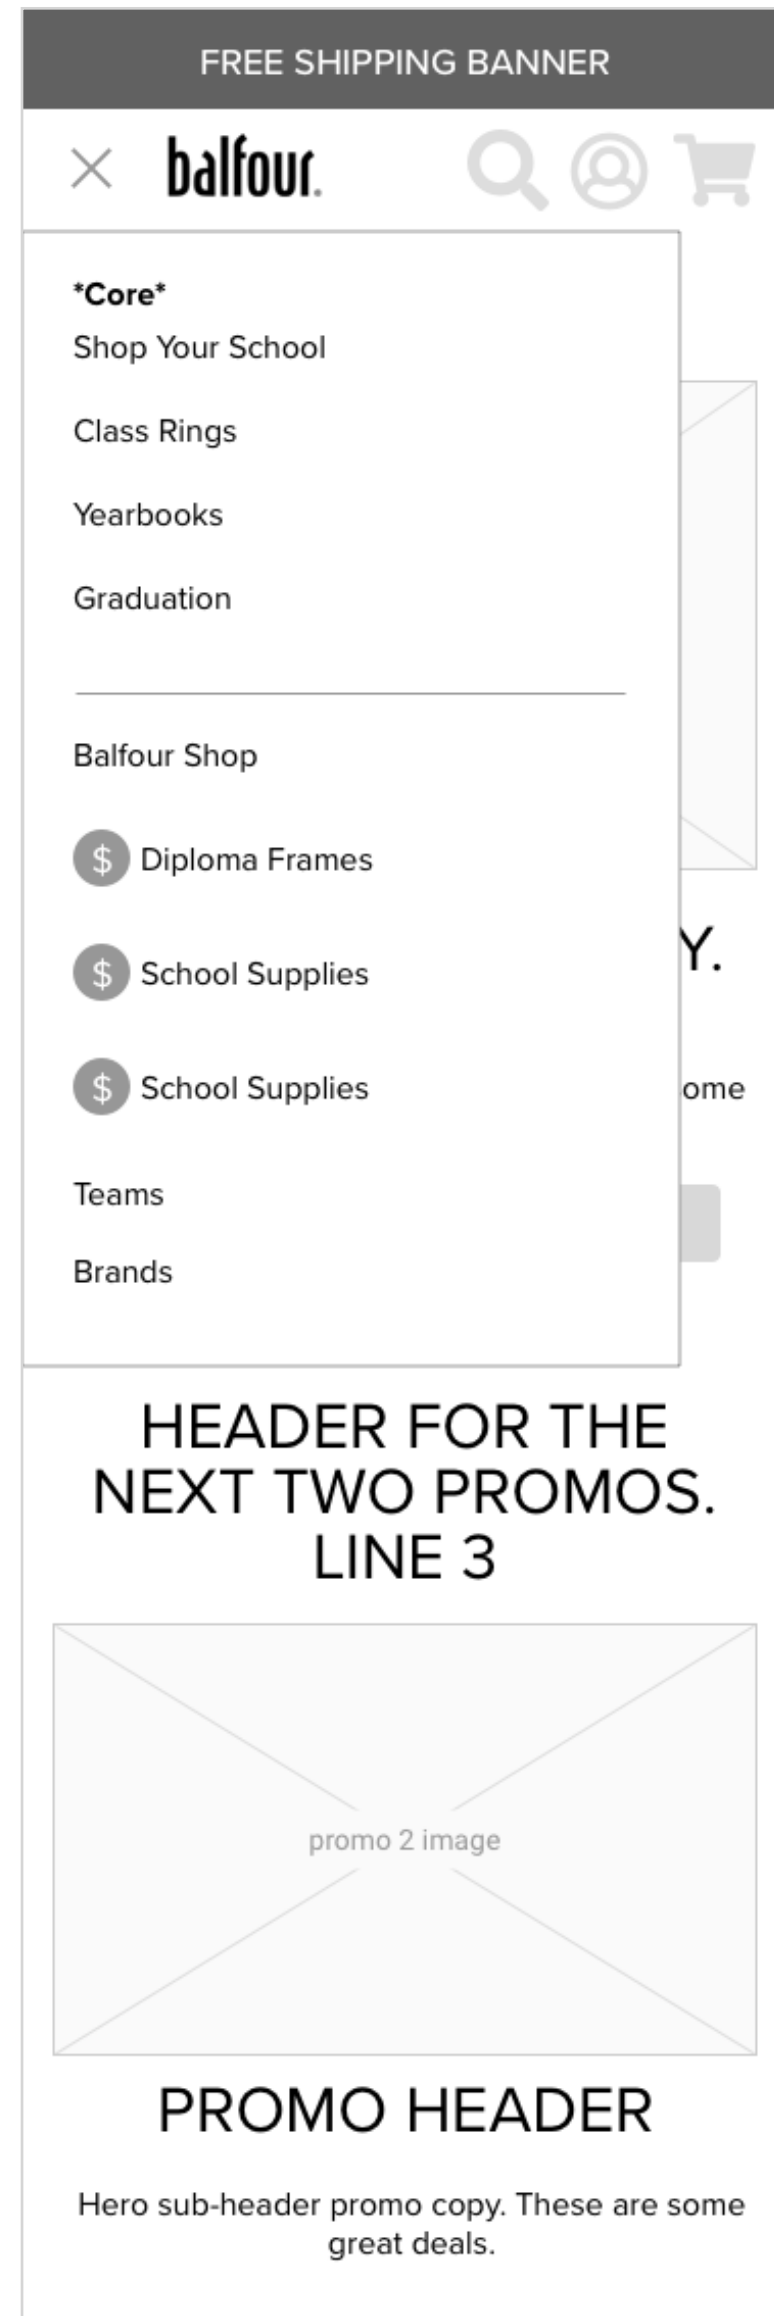 FREE SHIPPING BANNER
balfour.
*Core*
Shop Your School
Class Rings
Yearbooks
Graduation
Balfour Shop
$ Diploma Frames
Y.
$ School Supplies
$ School Supplies
ome
Teams
Brands
HEADER FOR THE
NEXT TWO PROMOS.
LINE 3
promo 2 image
PROMO HEADER
Hero sub-header promo copy. These are some
great deals.